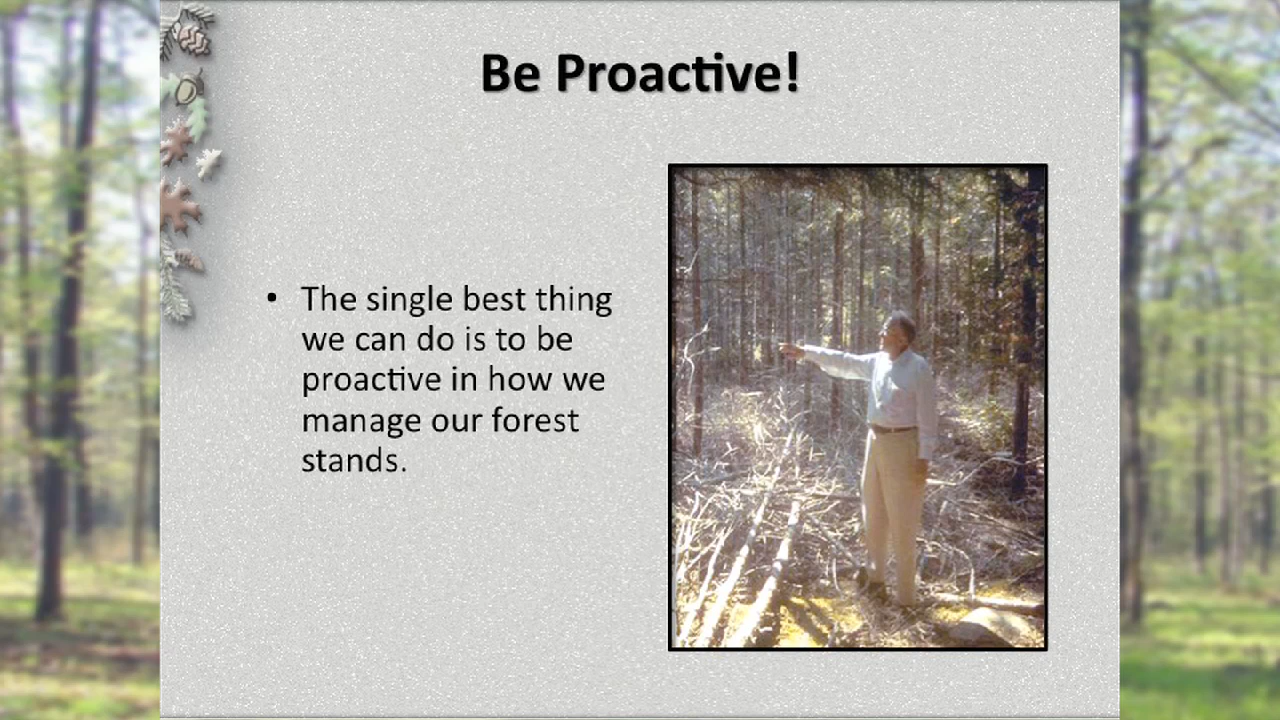 Be Proactive!
• The single best thing
we can do is to be
proactive in how we
manage our forest
stands.